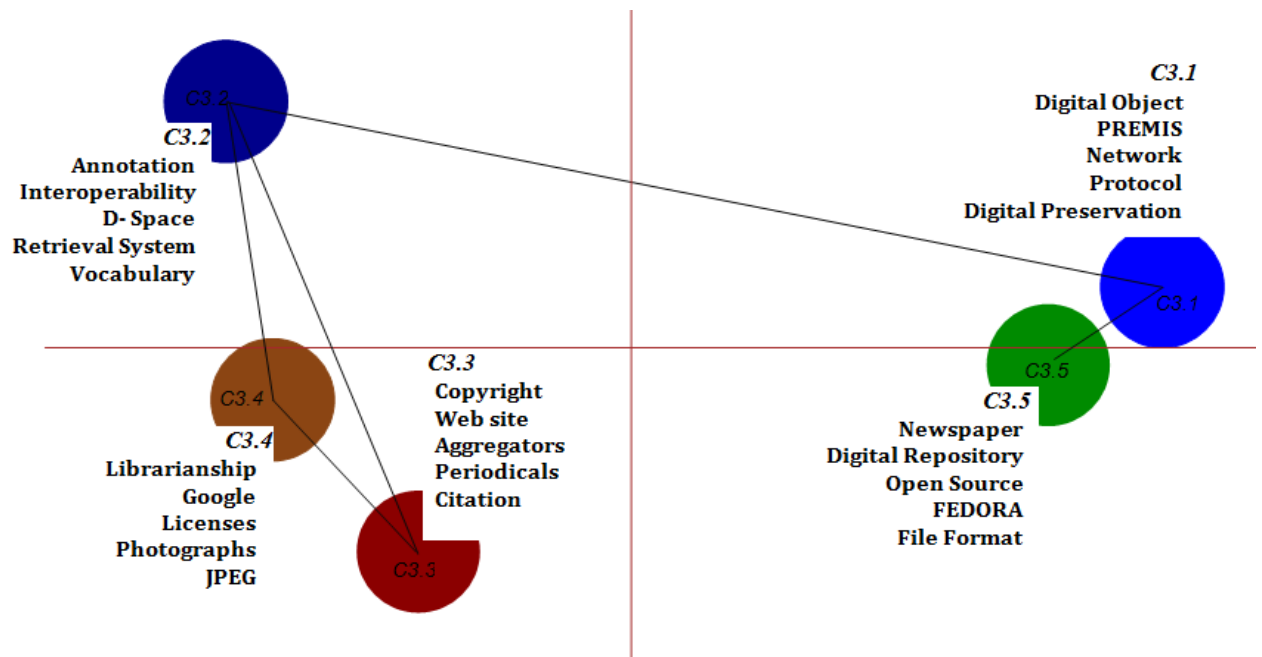 C3.2
C3.2
Annotation
Interoperability
D- Space
Retrieval System
Vocabulary
C3.1
Digital Object
PREMIS
Network
Protocol
Digital Preservation
C3.1
C3.4
C3.4
Librarianship
Google
Licenses
Photographs
JPEG
C3.3
Copyright
Web site
Aggregators
Periodicals
Citation
C3.3
C3.5
C3.5
Newspaper
Digital Repository
Open Source
FEDORA
File Format